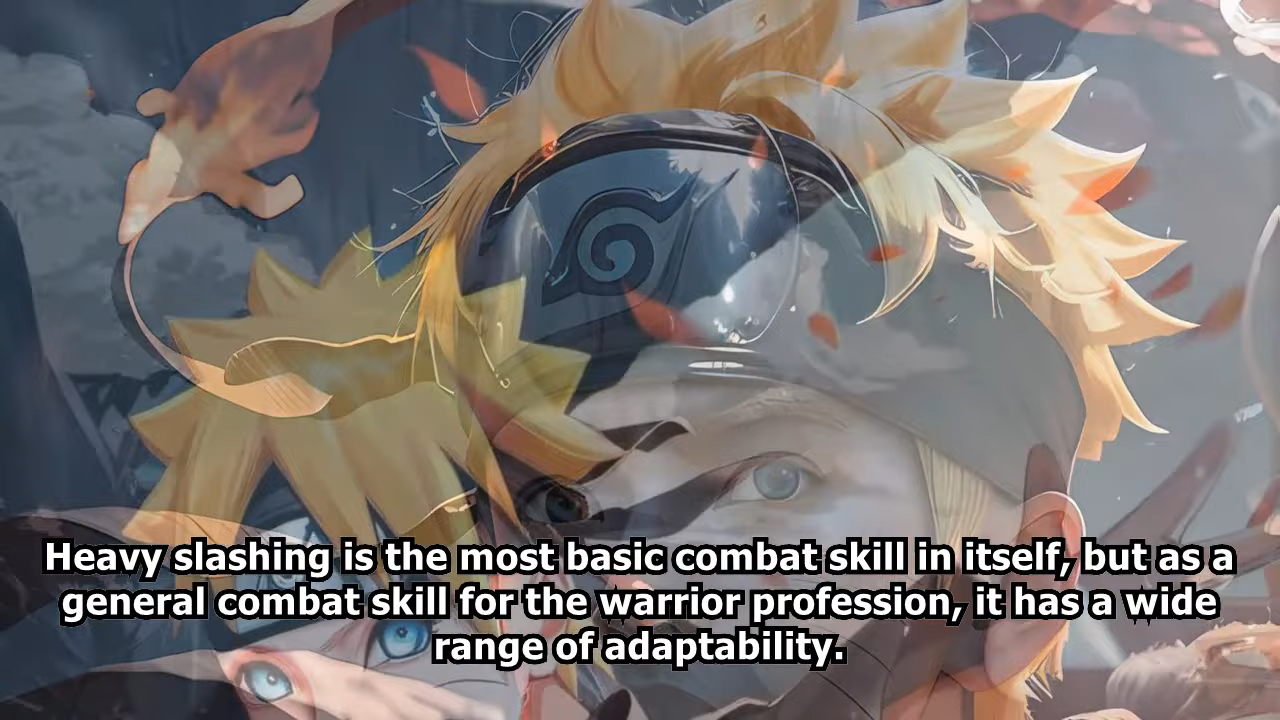 Heavy slashing is the most basic combat skill in itself, but as a
general combat skill for the warrior profession, it has a wide
range of adaptability.